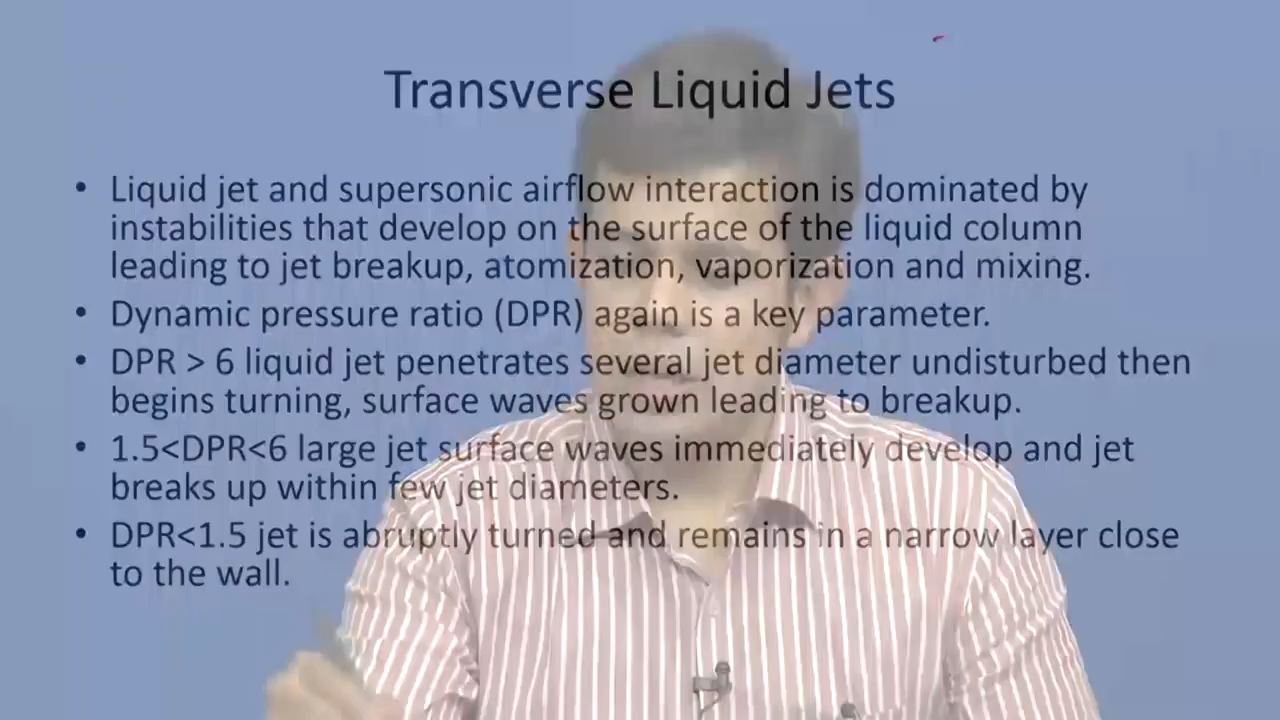 Transverse Liquid Jets
• Liquid jet and supersonic airflow interaction is dominated by
instabilities that develop on the surface of the liquid column
leading to jet breakup, atomization, vaporization and mixing.
• Dynamic pressure ratio (DPR) again is a key parameter.
• DPR > 6 liquid jet penetrates several jet diameter undisturbed then
begins turning, surface waves grown leading to breakup.
• 1.5<DPR<6 large jet surface waves immediately develop and jet
breaks up within few jet diameters.
• DPR<1.5 jet is abruptly turned and remains in a narrow layer close
to the wall.